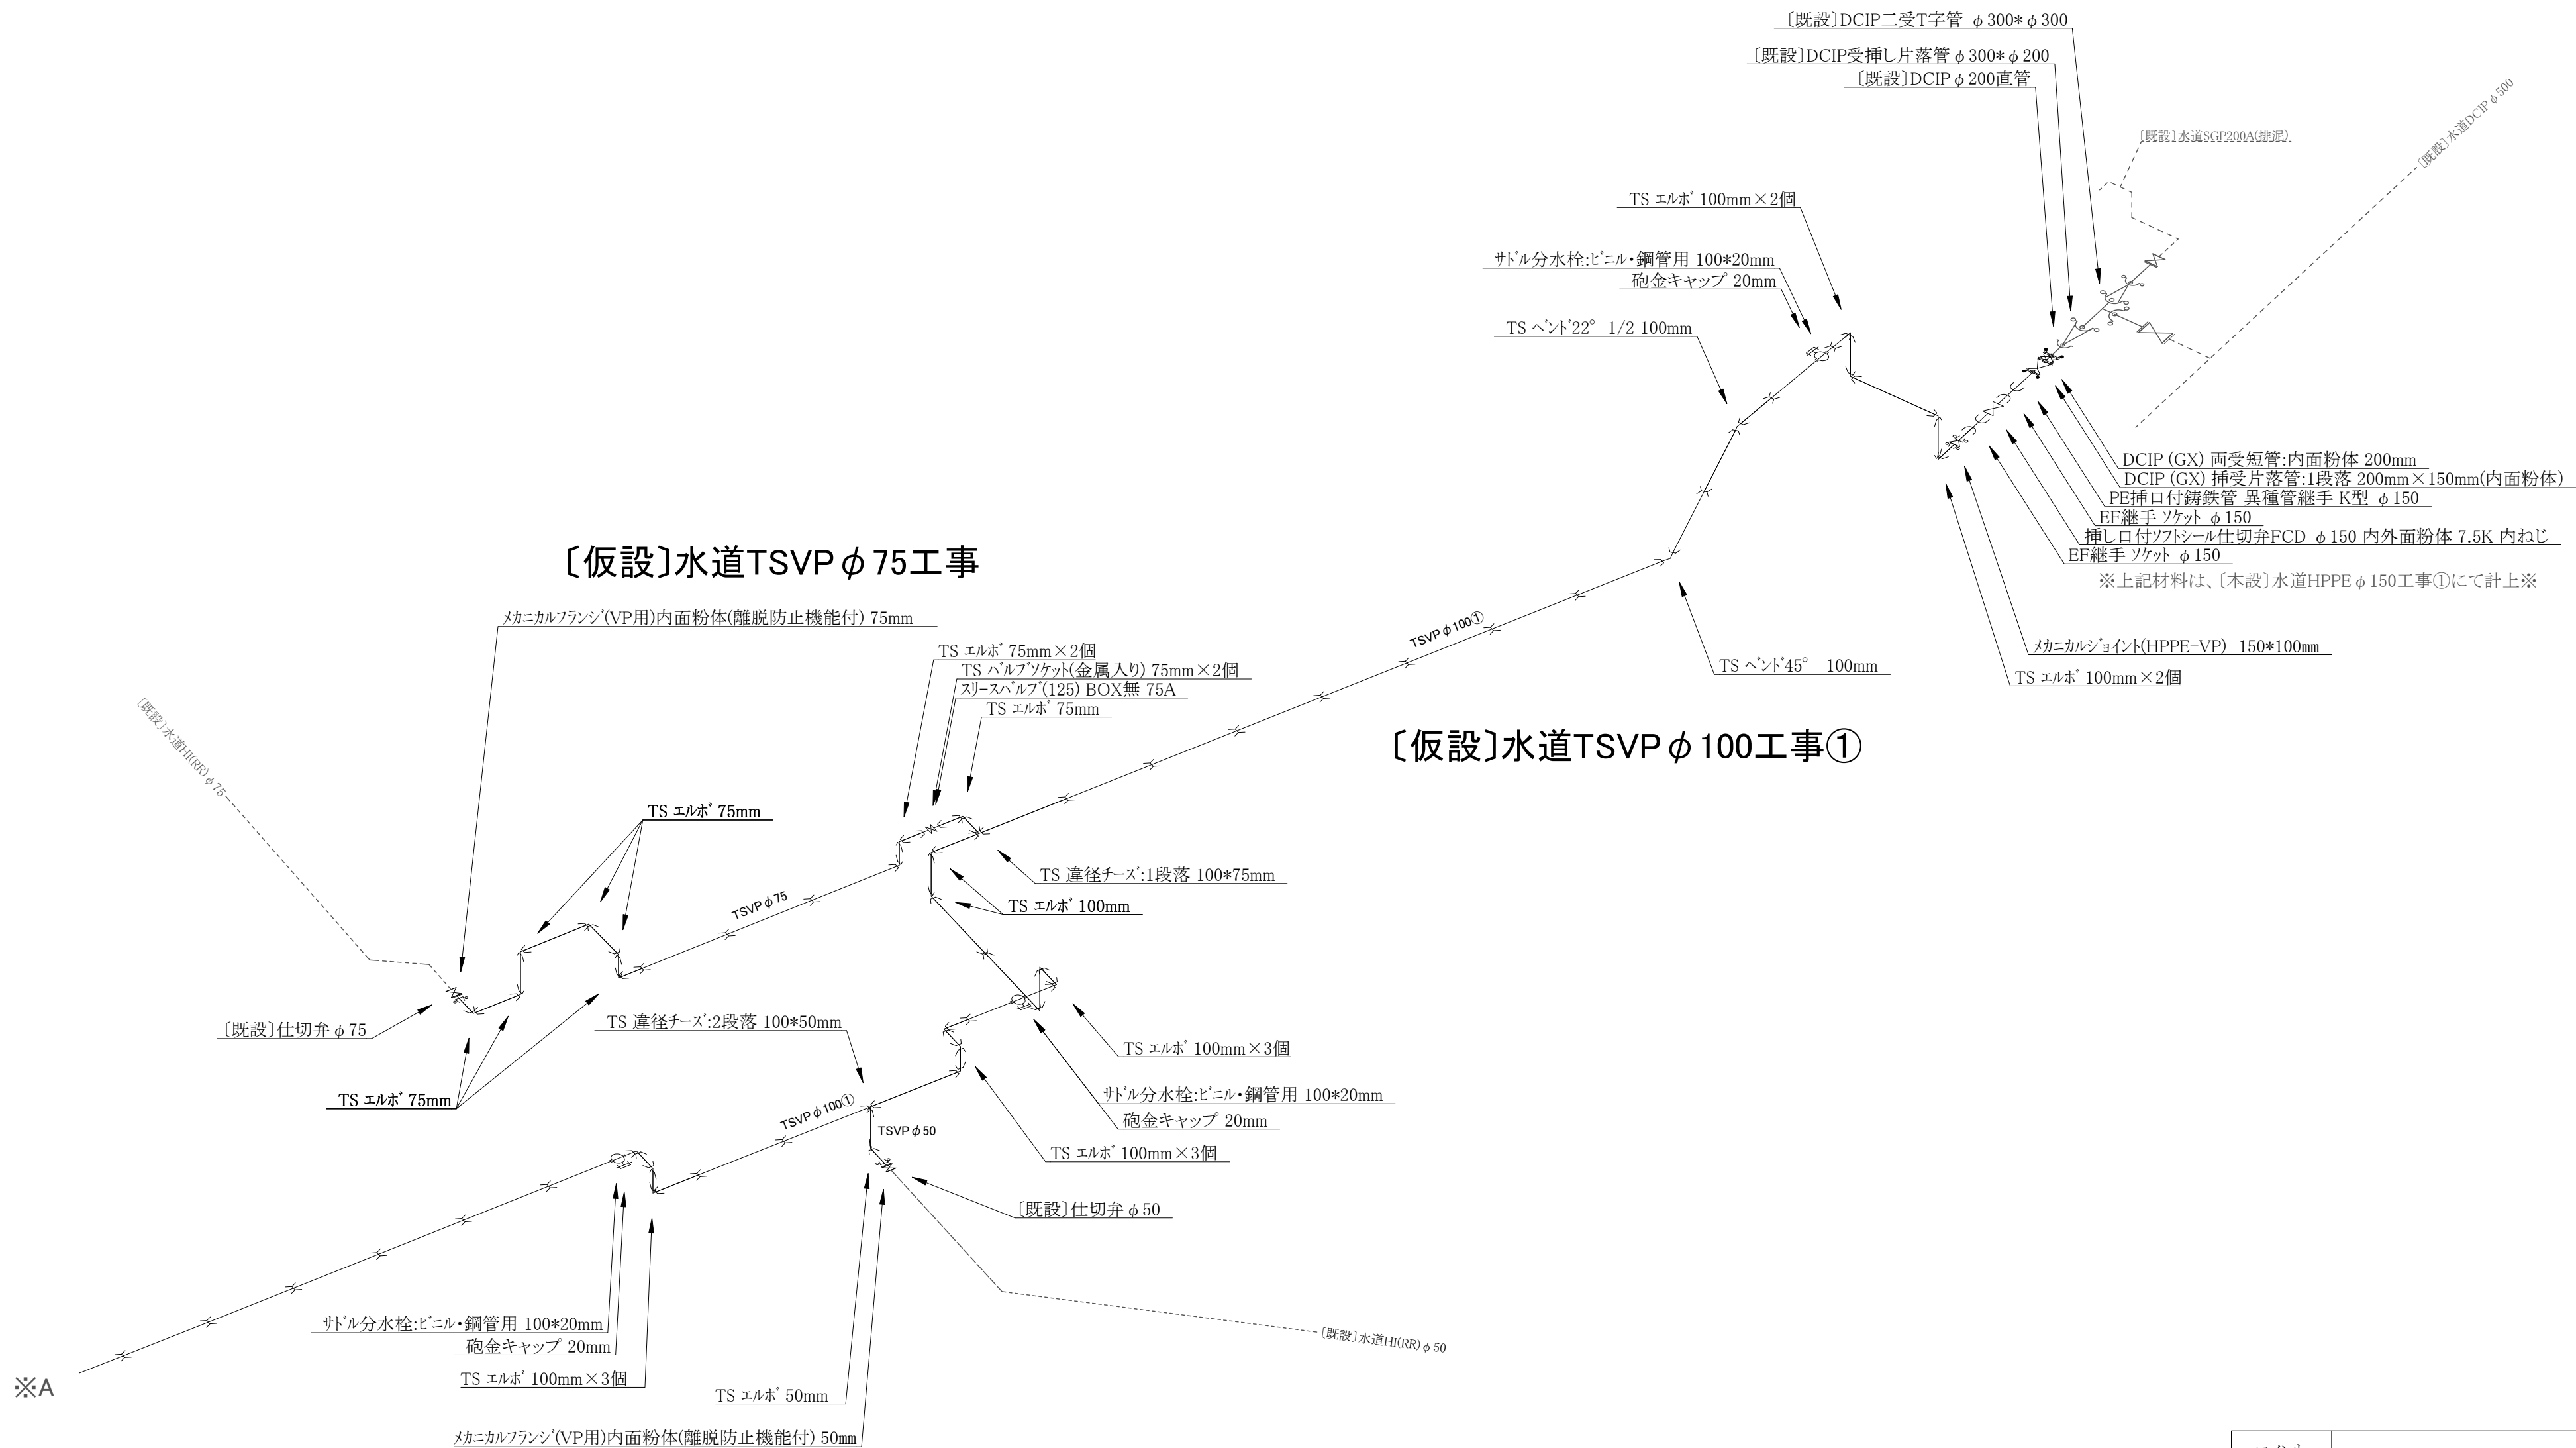 〔既設〕DCIP二受T字管 φ300*φ300
〔既設〕DCIP受挿し片落管φ300*φ200
〔既設〕DCIPφ200直管
〔既設〕水道SGP200A(排泥)
〔既設〕水道DCIPφ500
TS エルボ 100mm×2個
サドル分水栓:ビニル・鋼管用 100*20mm
砲金キャップ 20mm
TS ベンド22° 1/2 100mm
DCIP (GX) 両受短管:内面粉体 200mm
DCIP (GX) 挿受片落管:1段落 200mm×150mm(内面粉体)
PE挿口付鋳鉄管 異種管継手 K型 φ150
EF継手 ソケット φ150
挿し口付ソフトシール仕切弁FCD φ150 内外面粉体 7.5K 内ねじ
EF継手 ソケット φ150
※上記材料は、〔本設〕水道HPPEφ150工事①にて計上※
メカニカルジョイント(HPPE-VP) 150*100mm
TS エルボ 100mm×2個
TS ベンド45° 100mm
TSVPφ100①
〔仮設〕水道TSVPφ100工事①
〔仮設〕水道TSVPφ75工事
メカニカルフランジ(VP用)内面粉体(離脱防止機能付) 75mm
TS エルボ 75mm×2個
TS バルブソケット(金属入り) 75mm×2個
スリースバルブ(125) BOX無 75A
TS エルボ 75mm
〔既設〕水道HI(RR)φ75
TS エルボ 75mm
TS 違径チーズ:1段落 100*75mm
TS エルボ 100mm
TSVPφ75
〔既設〕仕切弁φ75
TS エルボ 75mm
TS 違径チーズ:2段落 100*50mm
TS エルボ 100mm×3個
サドル分水栓:ビニル・鋼管用 100*20mm
砲金キャップ 20mm
TS エルボ 100mm×3個
TSVPφ100①
TSVPφ50
〔既設〕仕切弁φ50
サドル分水栓:ビニル・鋼管用 100*20mm
砲金キャップ 20mm
TS エルボ 100mm×3個
TS エルボ 50mm
メカニカルフランジ(VP用)内面粉体(離脱防止機能付) 50mm
〔既設〕水道HI(RR)φ50
※A